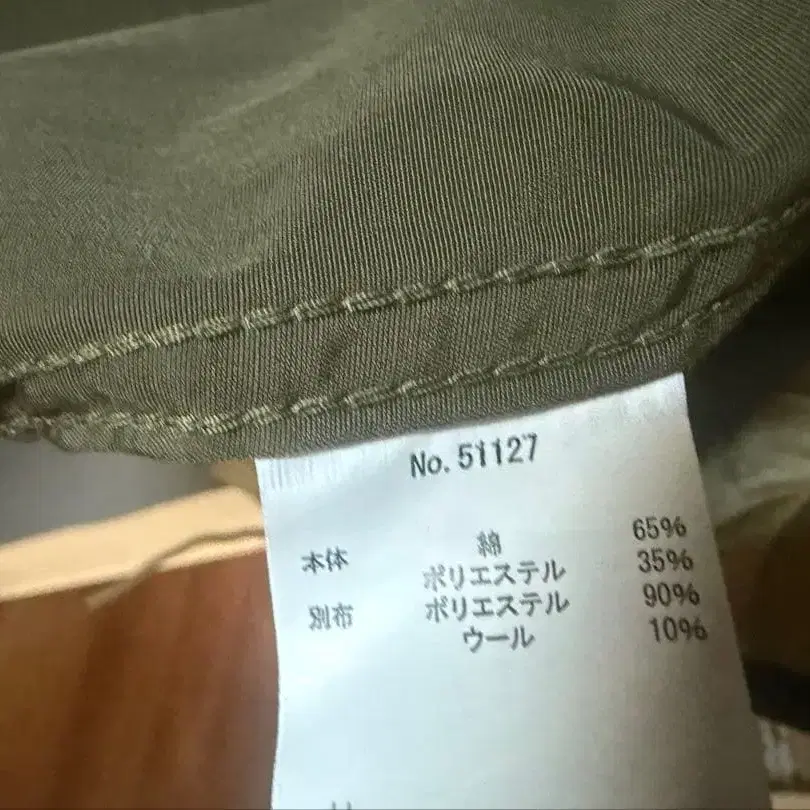 No. 51127
本体 綿 65%
ポリエステル 35%
別布 ポリエステル 90%
ウール 10%